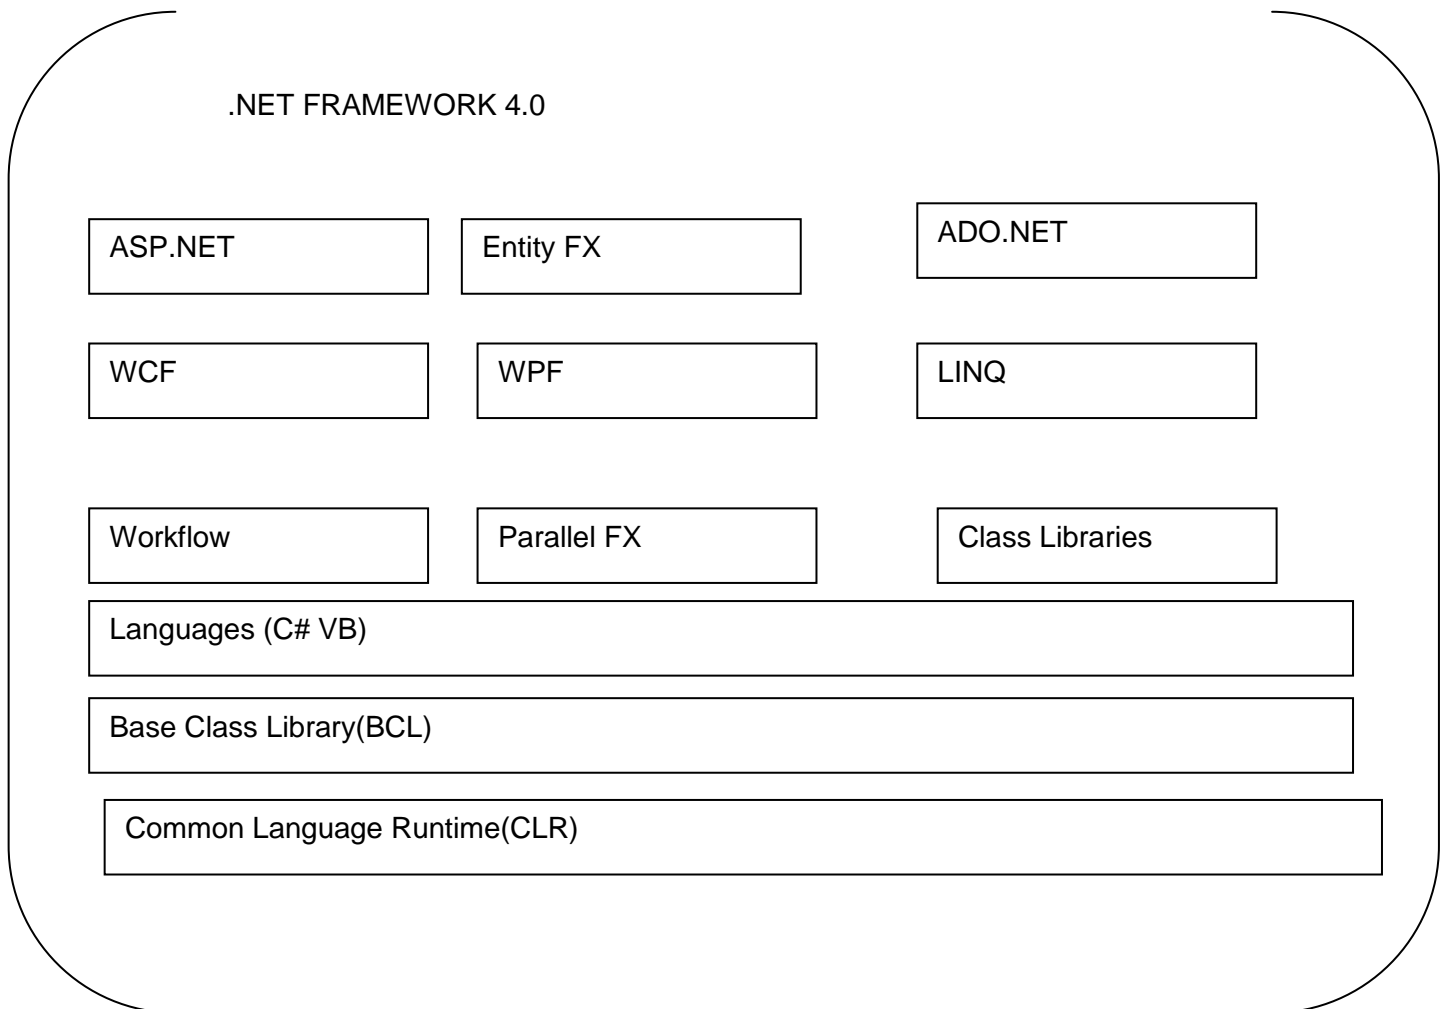 .NET FRAMEWORK 4.0
ASP.NET
Entity FX
ADO.NET
WCF
WPF
LINQ
Workflow
Parallel FX
Class Libraries
Languages (C# VB)
Base Class Library(BCL)
Common Language Runtime(CLR)